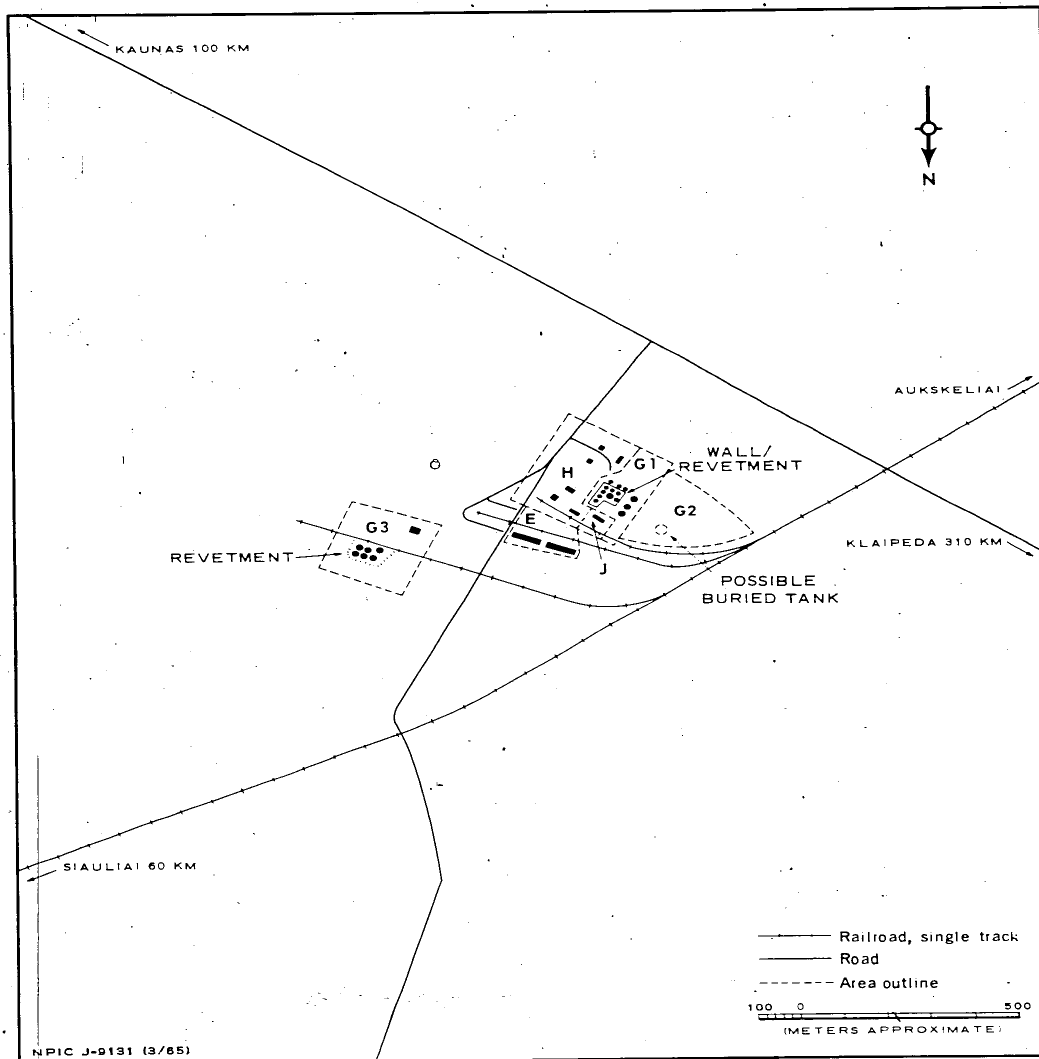 KAUNAS 100 KM
N
AUKSKELIAI
WALL/
REVETMENT
G1
H
G2
E
G3
REVETMENT
J
KLAIPEDA 310 KM
POSSIBLE
BURIED TANK
SIAULIAI 60 KM
Railroad, single track
Road
Area outline
100 0 500
(METERS APPROXIMATE)
NPIC J-9131 (3/65)